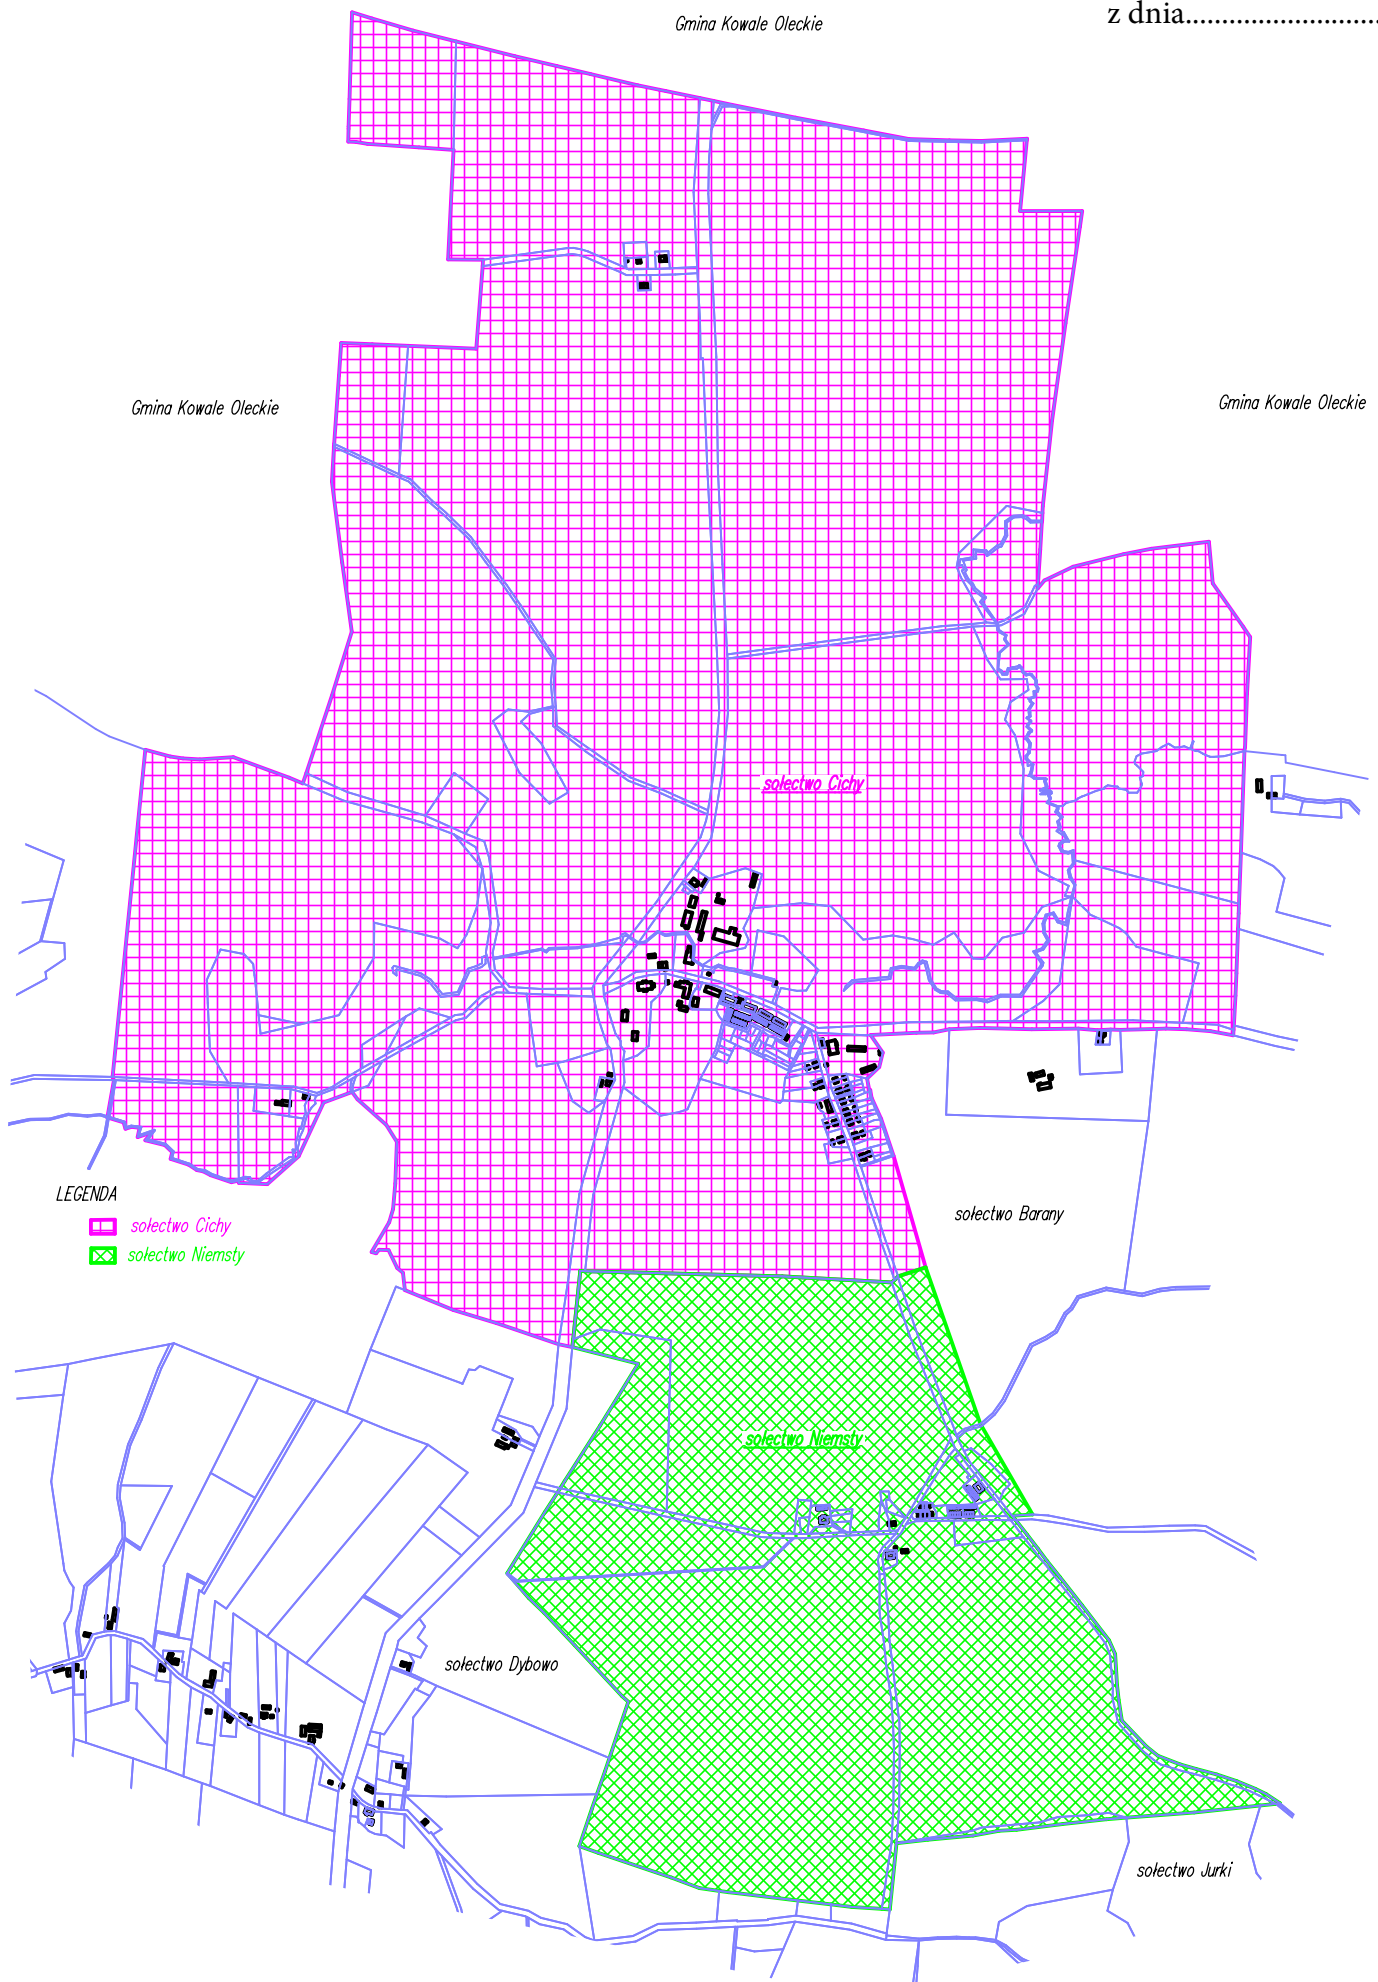 z dnia...........................
Gmina Kowale Oleckie
Gmina Kowale Oleckie
Gmina Kowale Oleckie
sołectwo Cichy
LEGENDA
sołectwo Cichy
sołectwo Niemsty
sołectwo Barany
sołectwo Niemsty
sołectwo Dybowo
sołectwo Jurki